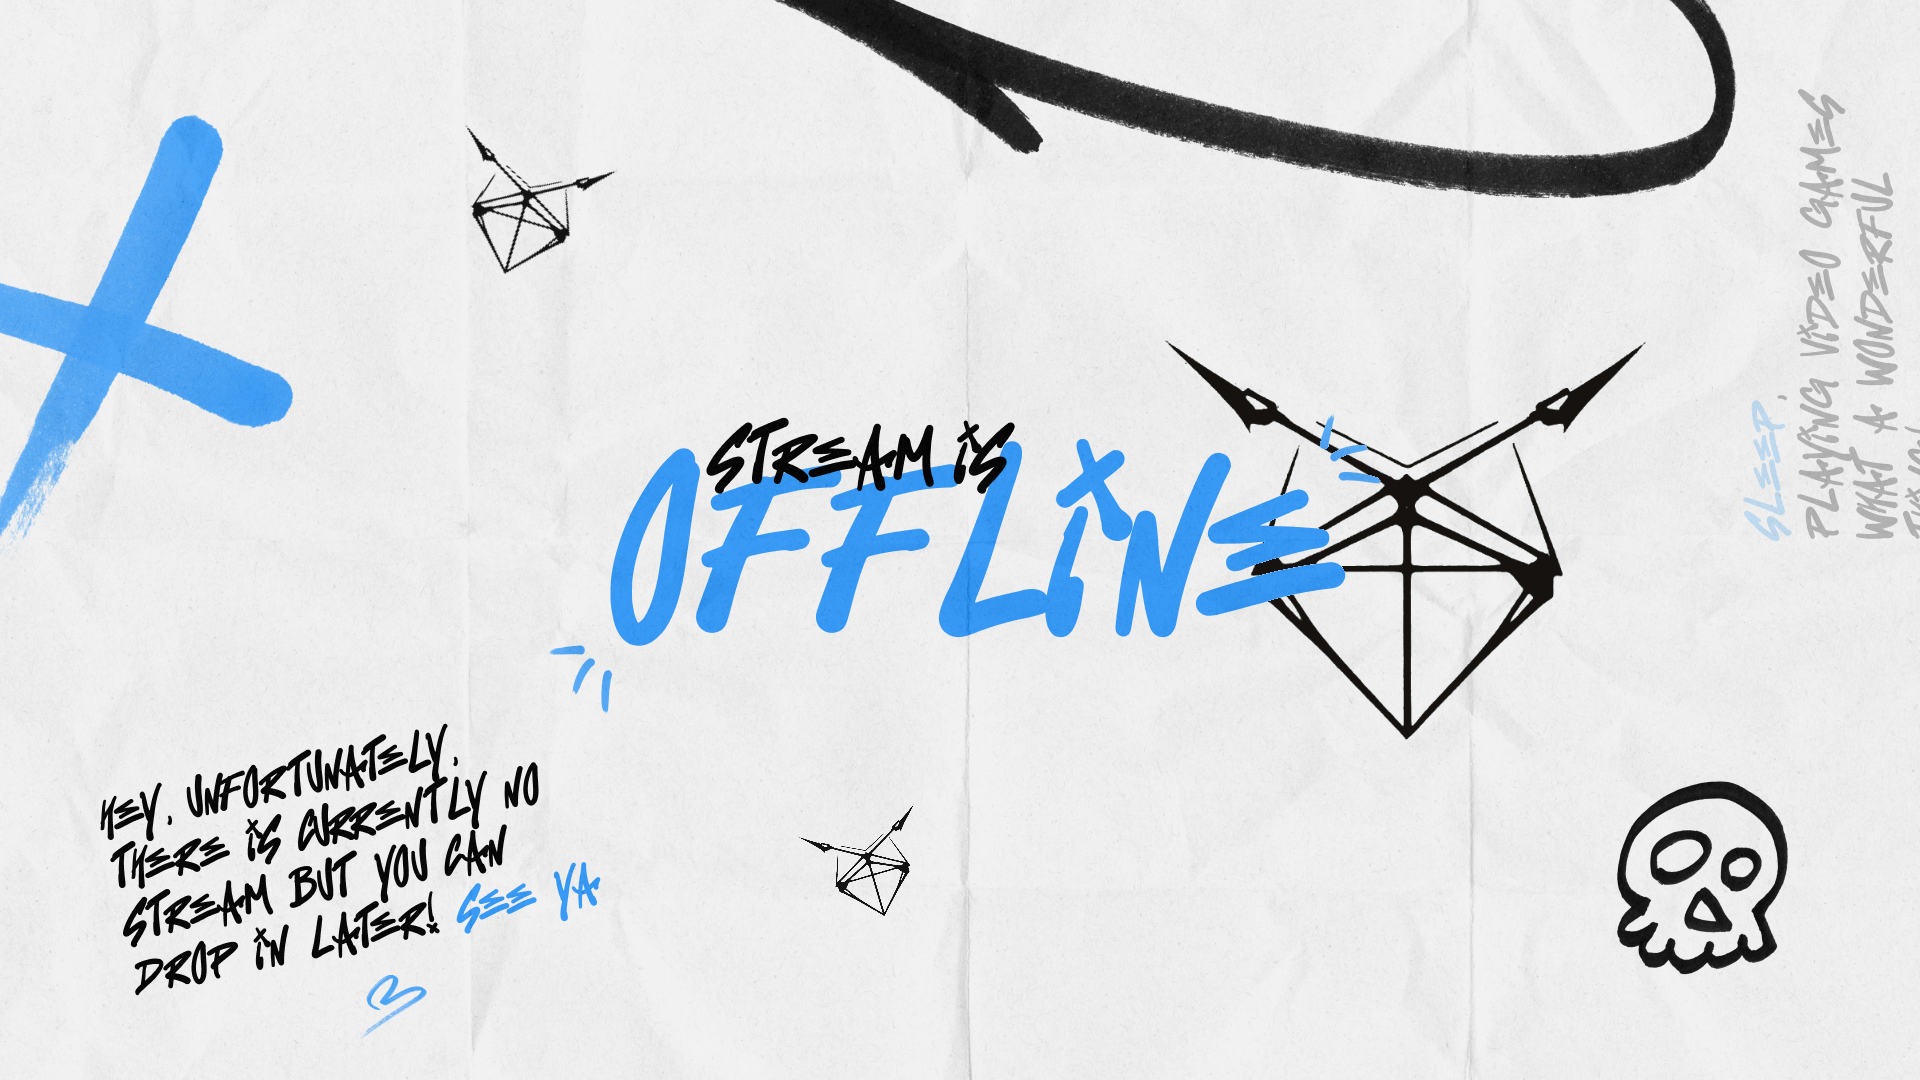 STREAM iS
OFFLiNE
HEY, UNFORTUNATELY,
THERE iS CURRENTLY NO
STREAM BUT YOU CAN
DROP iN LATER! SEE YA
SLEEP,
PLAYiNG ViDEO GAMES
WHAT A WONDERFUL